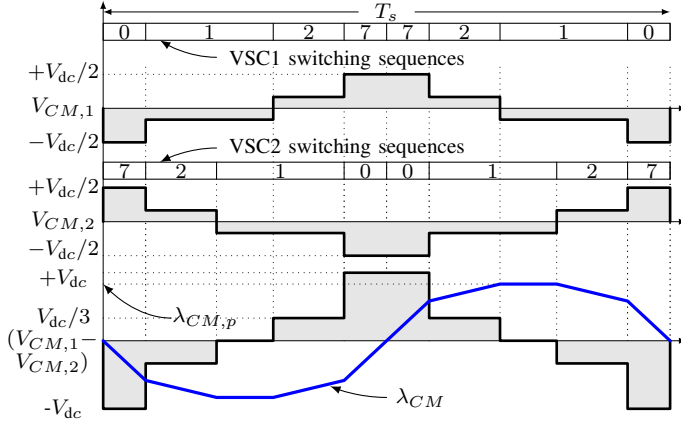 T_s
0 1 2 7 7 2 1 0
VSC1 switching sequences
+V_dc/2
V_CM,1
−V_dc/2
VSC2 switching sequences
7 2 1 0 0 1 2 7
+V_dc/2
V_CM,2
−V_dc/2
+V_dc
λ_CM,p
V_dc/3
(V_CM,1−
V_CM,2)
λ_CM
-V_dc